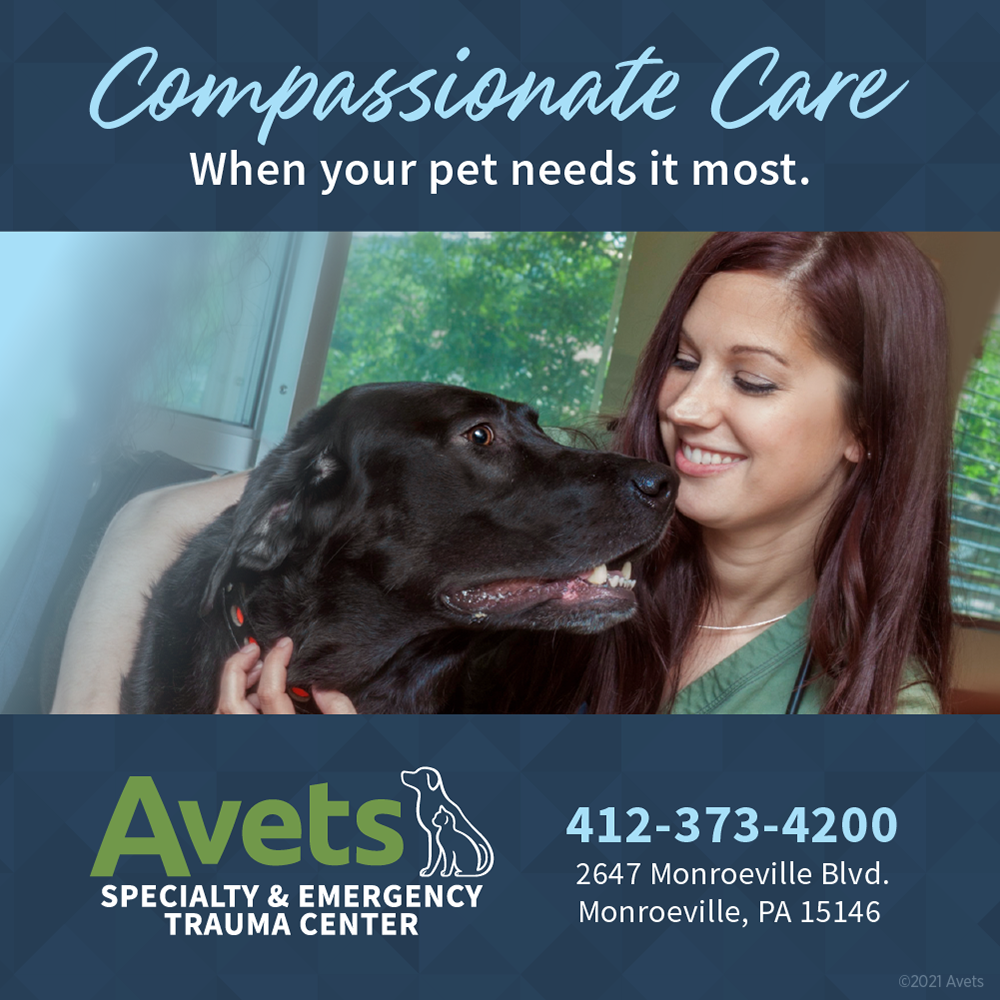 Compassionate Care
When your pet needs it most.
Avets
SPECIALTY & EMERGENCY
TRAUMA CENTER
412-373-4200
2647 Monroeville Blvd.
Monroeville, PA 15146
©2021 Avets